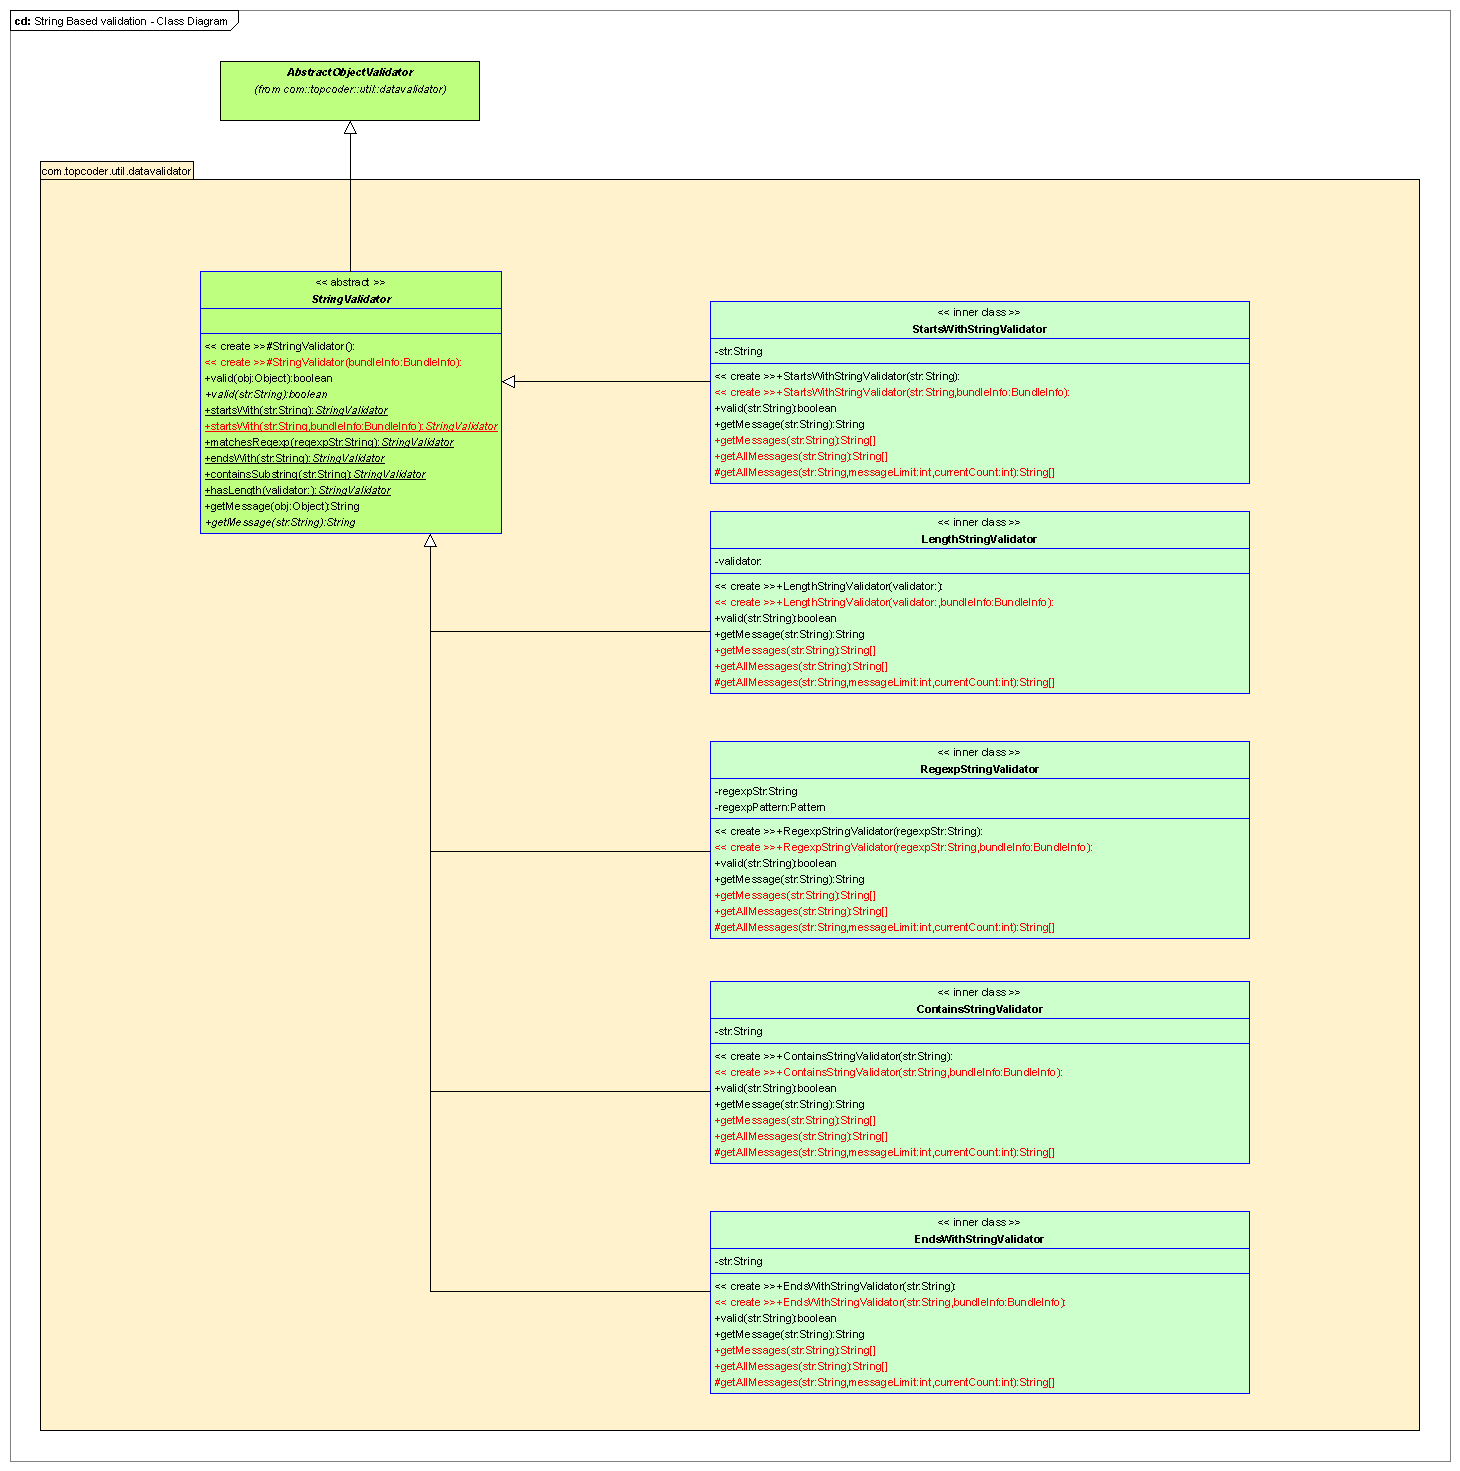 cd: String Based validation - Class Diagram
AbstractObjectValidator
(from com::topcoder::util::datavalidator)
com.topcoder.util.datavalidator
<< abstract >>
StringValidator
<< create >>#StringValidator():
<< create >>#StringValidator(bundleInfo:BundleInfo):
+valid(obj:Object):boolean
+valid(str:String):boolean
+startsWith(str:String): StringValidator
+startsWith(str:String,bundleInfo:BundleInfo): StringValidator
+matchesRegexp(regexpStr:String): StringValidator
+endsWith(str:String): StringValidator
+containsSubstring(str:String): StringValidator
+hasLength(validator:): StringValidator
+getMessage(obj:Object):String
+getMessage(str:String):String
<< inner class >>
StartsWithStringValidator
-str:String
<< create >>+StartsWithStringValidator(str:String):
<< create >>+StartsWithStringValidator(str:String,bundleInfo:BundleInfo):
+valid(str:String):boolean
+getMessage(str:String):String
+getMessages(str:String):String[]
+getAllMessages(str:String):String[]
#getAllMessages(str:String,messageLimit:int,currentCount:int):String[]
<< inner class >>
LengthStringValidator
-validator:
<< create >>+LengthStringValidator(validator:):
<< create >>+LengthStringValidator(validator:,bundleInfo:BundleInfo):
+valid(str:String):boolean
+getMessage(str:String):String
+getMessages(str:String):String[]
+getAllMessages(str:String):String[]
#getAllMessages(str:String,messageLimit:int,currentCount:int):String[]
<< inner class >>
RegexpStringValidator
-regexpStr:String
-regexpPattern:Pattern
<< create >>+RegexpStringValidator(regexpStr:String):
<< create >>+RegexpStringValidator(regexpStr:String,bundleInfo:BundleInfo):
+valid(str:String):boolean
+getMessage(str:String):String
+getMessages(str:String):String[]
+getAllMessages(str:String):String[]
#getAllMessages(str:String,messageLimit:int,currentCount:int):String[]
<< inner class >>
ContainsStringValidator
-str:String
<< create >>+ContainsStringValidator(str:String):
<< create >>+ContainsStringValidator(str:String,bundleInfo:BundleInfo):
+valid(str:String):boolean
+getMessage(str:String):String
+getMessages(str:String):String[]
+getAllMessages(str:String):String[]
#getAllMessages(str:String,messageLimit:int,currentCount:int):String[]
<< inner class >>
EndsWithStringValidator
-str:String
<< create >>+EndsWithStringValidator(str:String):
<< create >>+EndsWithStringValidator(str:String,bundleInfo:BundleInfo):
+valid(str:String):boolean
+getMessage(str:String):String
+getMessages(str:String):String[]
+getAllMessages(str:String):String[]
#getAllMessages(str:String,messageLimit:int,currentCount:int):String[]